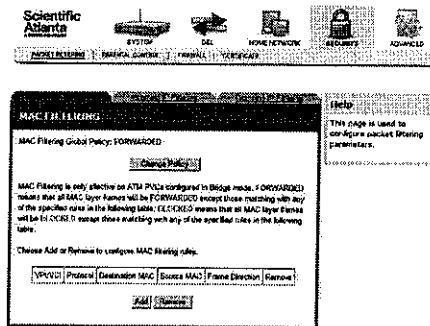 Scientific
Atlanta
SYSTEM
DSL
HOME NETWORK
SECURITY
ADVANCED
PACKET FILTERING | PARENTAL CONTROL | FIREWALL | CERTIFICATE
MAC FILTERING
MAC Filtering Global Policy: FORWARDED
Change Policy
MAC Filtering is only effective on ATM PVCs configured in Bridge mode. FORWARDED
means that all MAC layer frames will be FORWARDED except those matching with any
of the specified rules in the following table. BLOCKED means that all MAC layer frames
will be BLOCKED except those matching with any of the specified rules in the following
table.
Choose Add or Remove to configure MAC filtering rules.
VPI/VCI Protocol Destination MAC Source MAC Frame Direction Remove
Add Remove
Help
This page is used to
configure packet filtering
parameters.